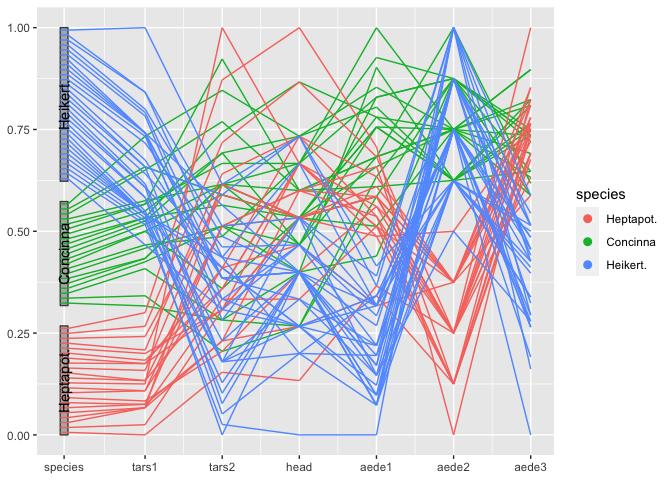 1.00
0.75
0.50
0.25
0.00
Heikert.
Concinna
Heptapot.
species
tars1
tars2
head
aede1
aede2
aede3
species
Heptapot.
Concinna
Heikert.